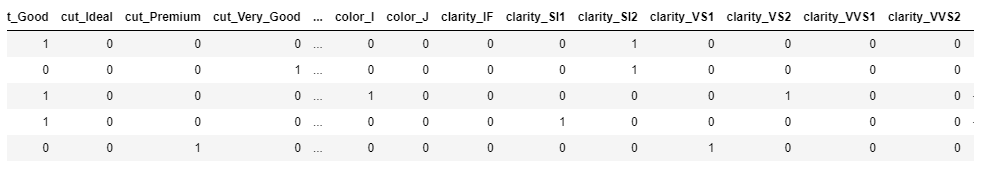 t_Good cut_Ideal cut_Premium cut_Very_Good ... color_I color_J clarity_IF clarity_SI1 clarity_SI2 clarity_VS1 clarity_VS2 clarity_VVS1 clarity_VVS2
1 0 0 0 ... 0 0 0 0 1 0 0 0 0
0 0 0 1 ... 0 0 0 0 1 0 0 0 0
1 0 0 0 ... 1 0 0 0 0 0 1 0 0
1 0 0 0 ... 0 0 0 1 0 0 0 0 0
0 0 1 0 ... 0 0 0 0 0 1 0 0 0